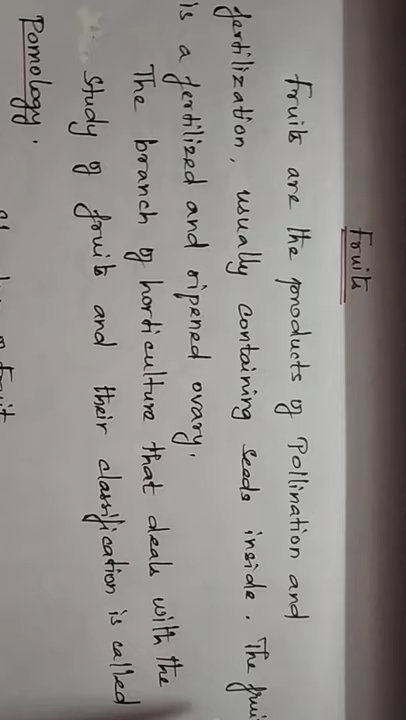 Fruits
Fruits are the products of Pollination and
fertilization, usually containing seeds inside. The
is a fertilized and ripened ovary.
The branch of horticulture that deals with the
study of fruits and their classification is called
Pomology.